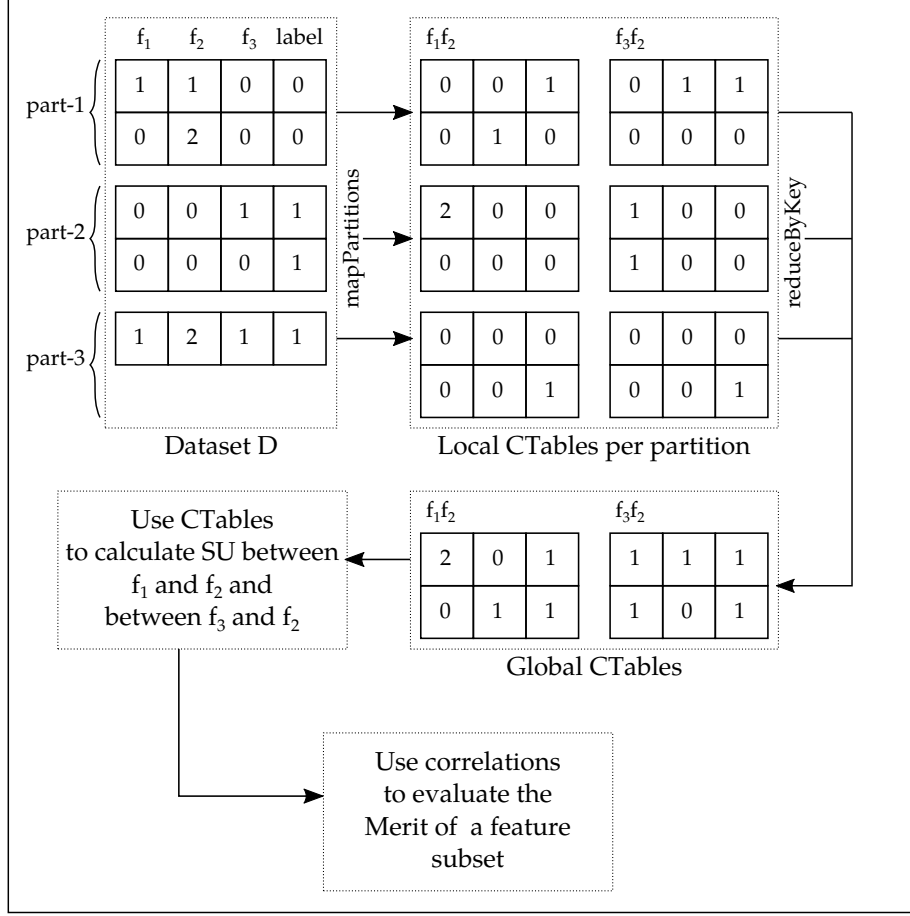 f₁ f₂ f₃ label
part-1
1 1 0 0
0 2 0 0
part-2
0 0 1 1
0 0 0 1
part-3
1 2 1 1
Dataset D
mapPartitions
f₁f₂ f₃f₂
0 0 1 0 1 1
0 1 0 0 0 0
2 0 0 1 0 0
0 0 0 1 0 0
0 0 0 0 0 0
0 0 1 0 0 1
Local CTables per partition
reduceByKey
f₁f₂ f₃f₂
2 0 1 1 1 1
0 1 1 1 0 1
Global CTables
Use CTables
to calculate SU between
f₁ and f₂ and
between f₃ and f₂
Use correlations
to evaluate the
Merit of a feature
subset